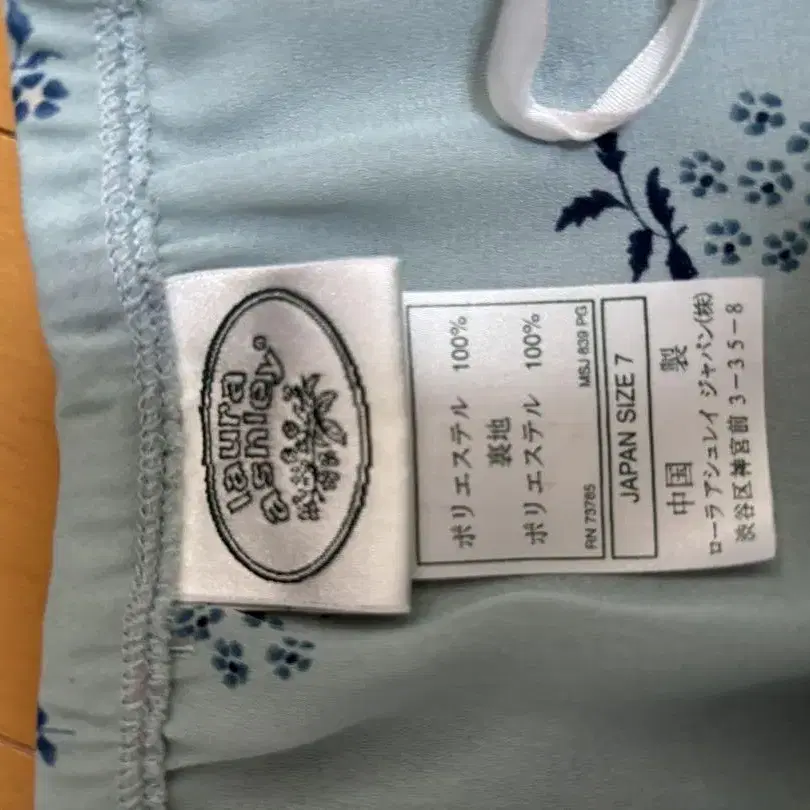 laura
ashley®
ポリエステル 100%
裏地
ポリエステル 100%
RN 73765 MSJ 839 PG
JAPAN SIZE 7
中国 製
ローラ アシュレイ ジャパン(株)
渋谷区神宮前 3-35-8